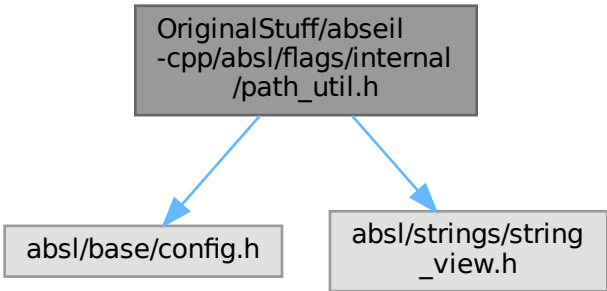 OriginalStuff/abseil
-cpp/absl/flags/internal
/path_util.h
absl/base/config.h
absl/strings/string
_view.h